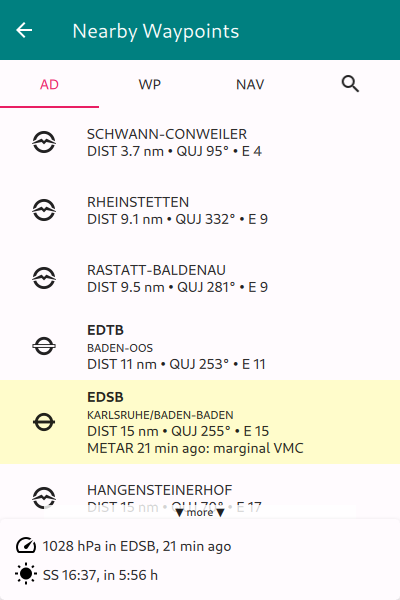 Nearby Waypoints
AD
WP
NAV
SCHWANN-CONWEILER
DIST 3.7 nm • QUJ 95° • E 4
RHEINSTETTEN
DIST 9.1 nm • QUJ 332° • E 9
RASTATT-BALDENAU
DIST 9.5 nm • QUJ 281° • E 9
EDTB
BADEN-OOS
DIST 11 nm • QUJ 253° • E 11
EDSB
KARLSRUHE/BADEN-BADEN
DIST 15 nm • QUJ 255° • E 15
METAR 21 min ago: marginal VMC
HANGENSTEINERHOF
DIST 15 nm • QUJ 70° • E 17
▼ more ▼
1028 hPa in EDSB, 21 min ago
SS 16:37, in 5:56 h